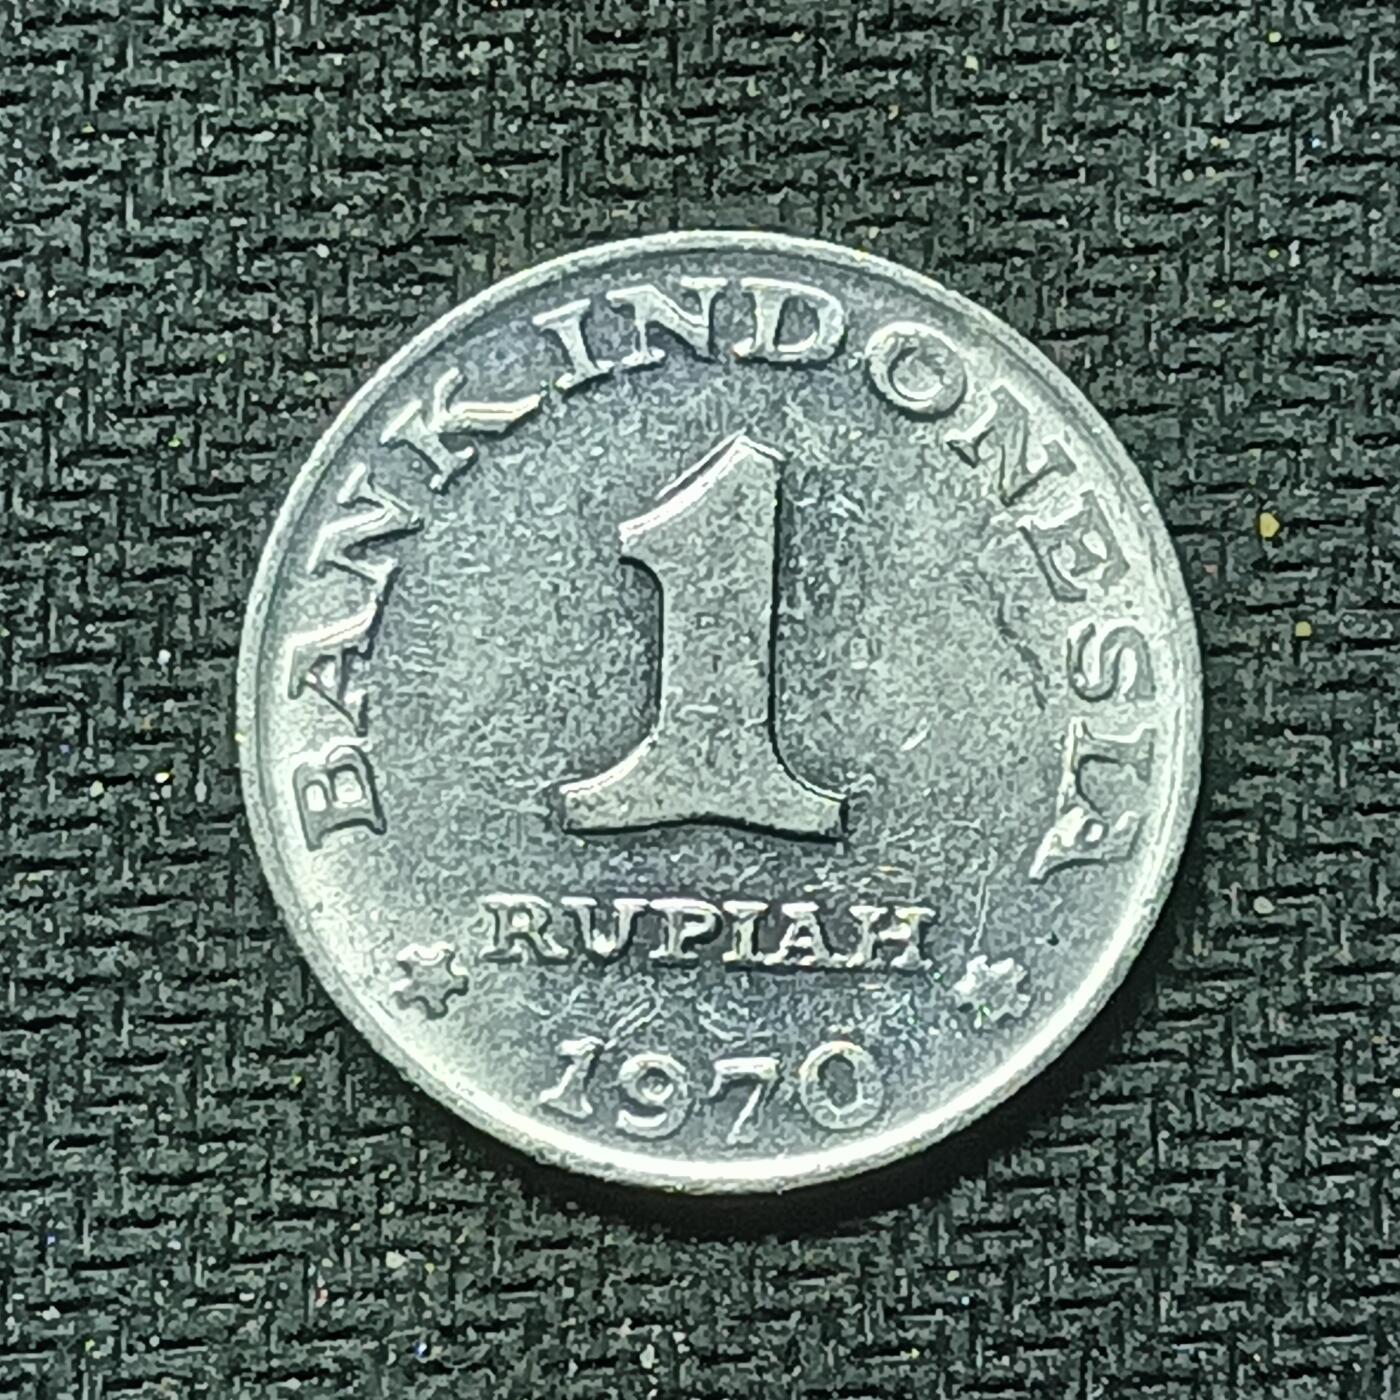 BANK INDONESIA
1
RUPIAH
1970